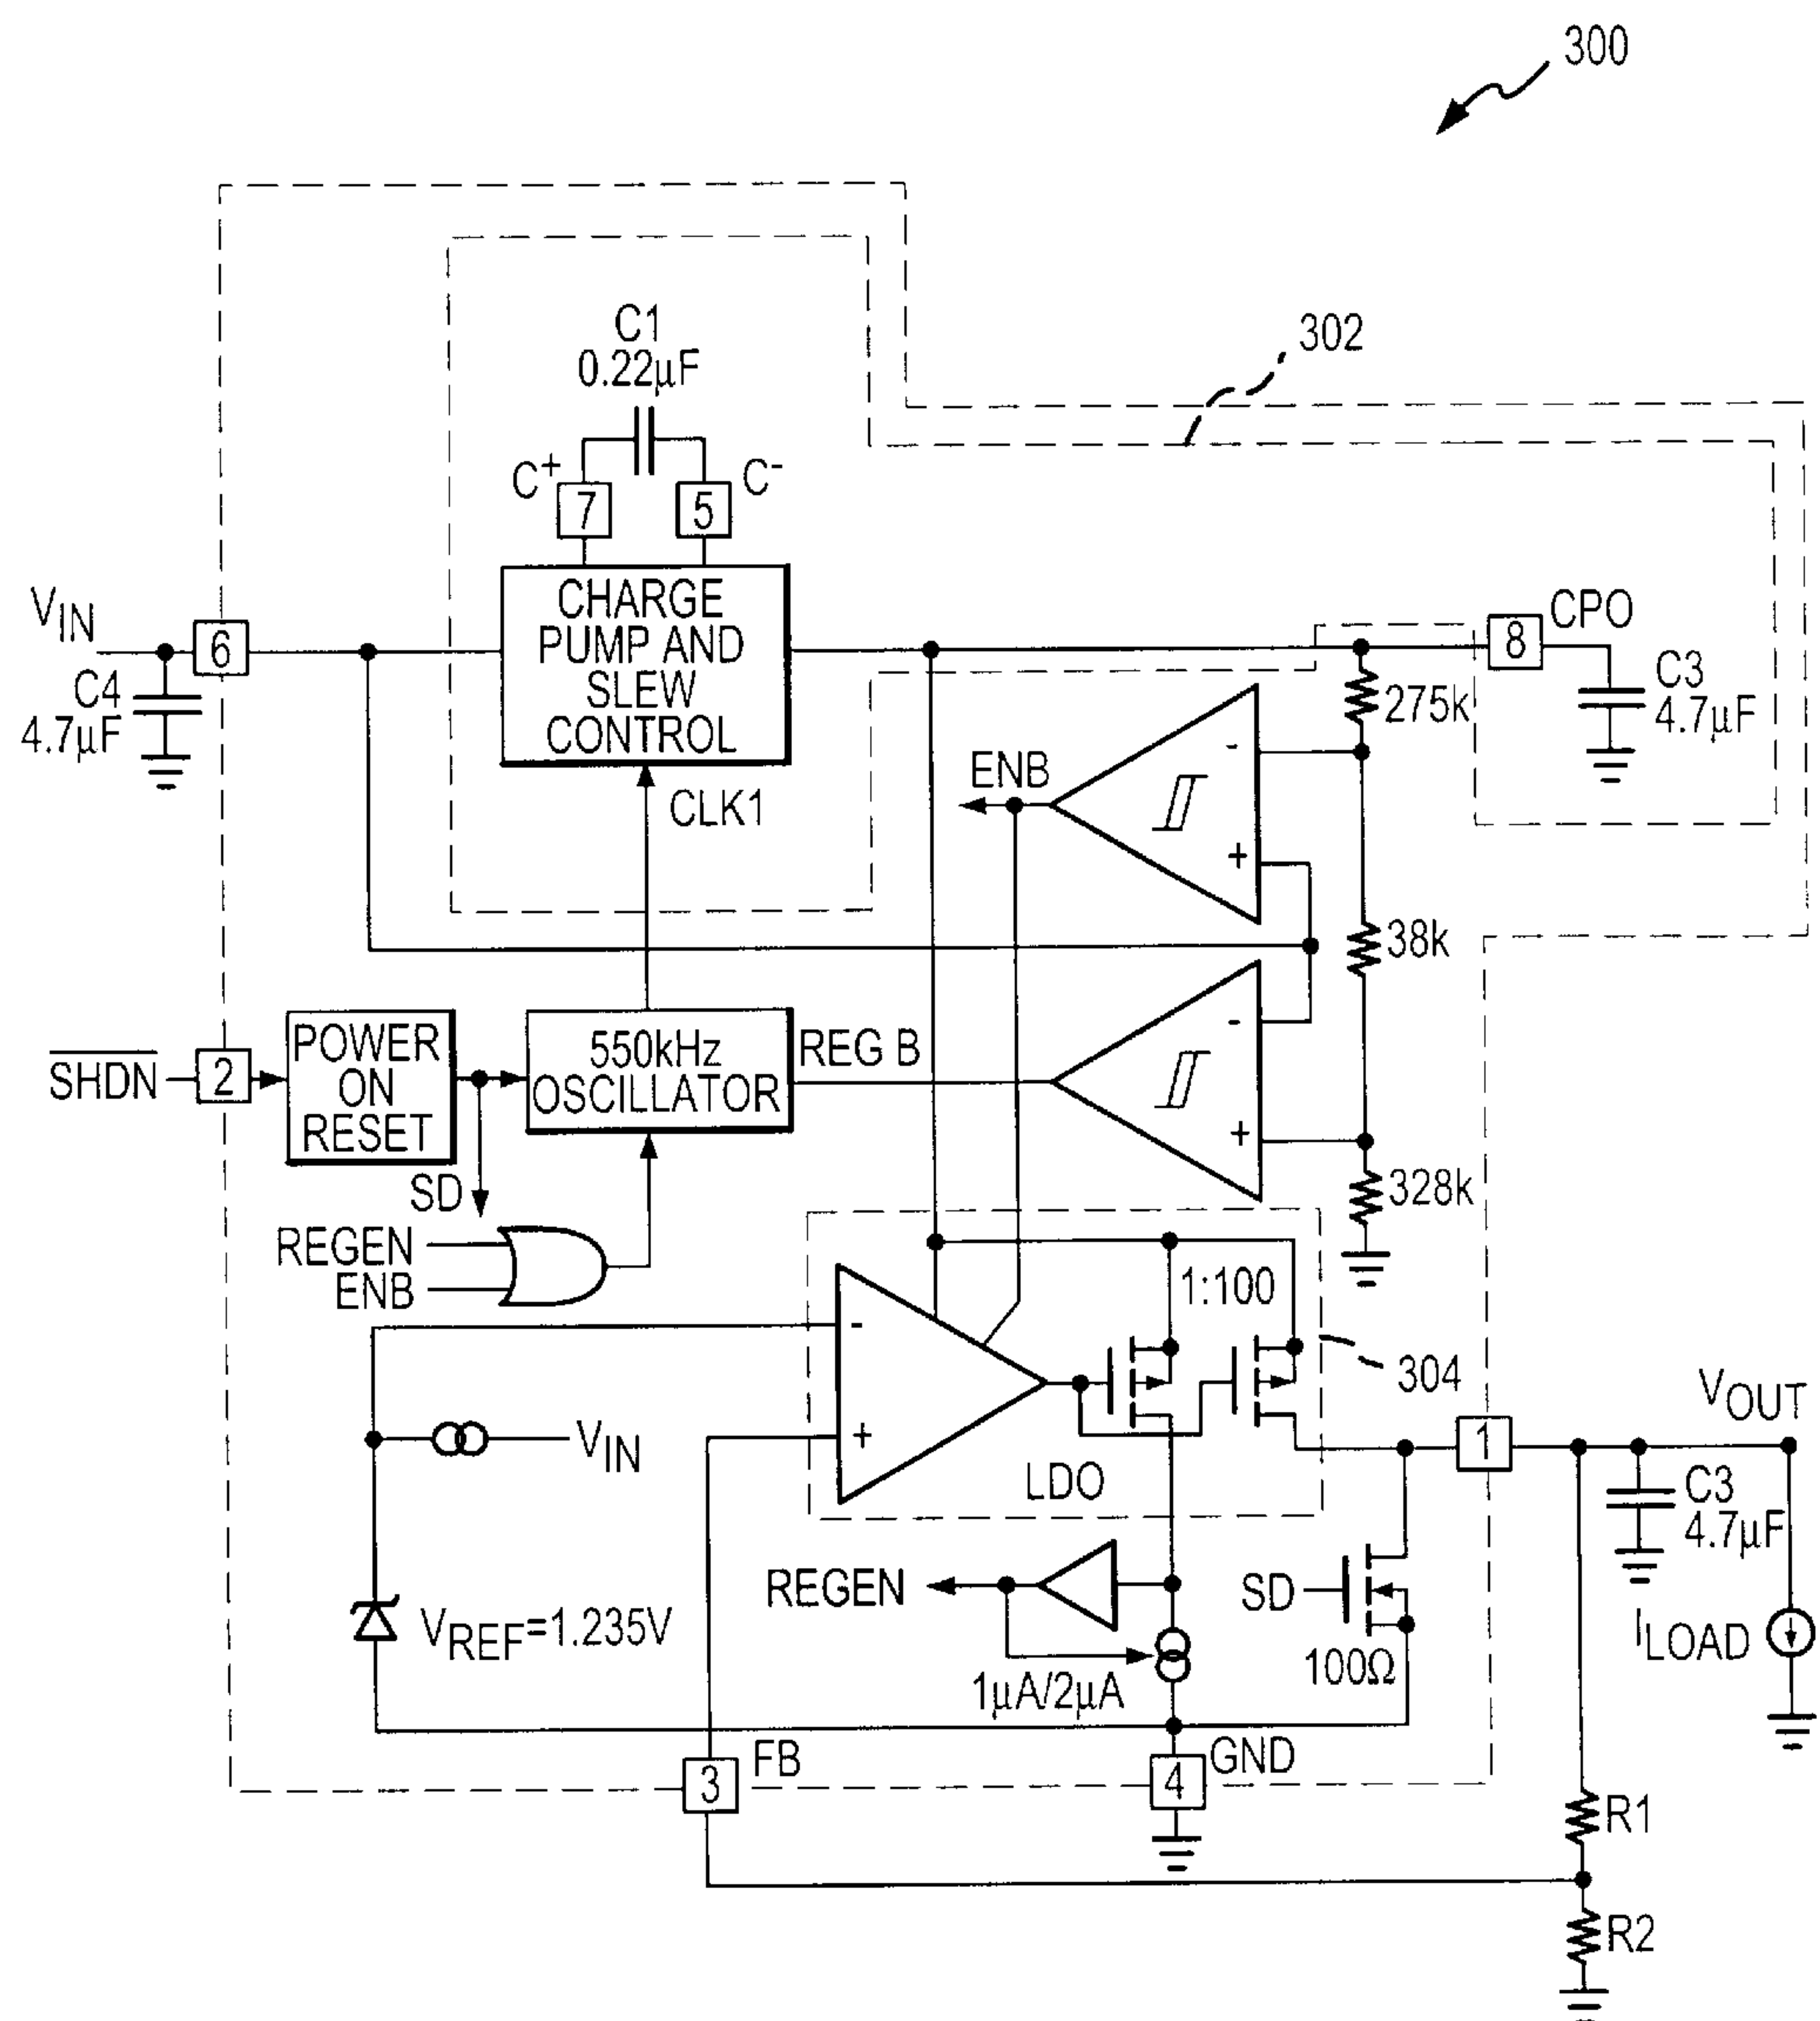 300
302
C1
0.22µF
C+
C-
7
5
VIN
6
CHARGE
PUMP AND
SLEW
CONTROL
8
CPO
C4
4.7µF
C3
4.7µF
275k
-
ENB
CLK1
+
38k
SHDN
2
POWER
ON
RESET
550kHz
OSCILLATOR
REG B
-
+
SD
328k
REGEN
ENB
1:100
-
304
VIN
+
LDO
1
VOUT
C3
4.7µF
REGEN
SD
VREF=1.235V
1µA/2µA
100Ω
ILOAD
FB
3
GND
4
R1
R2